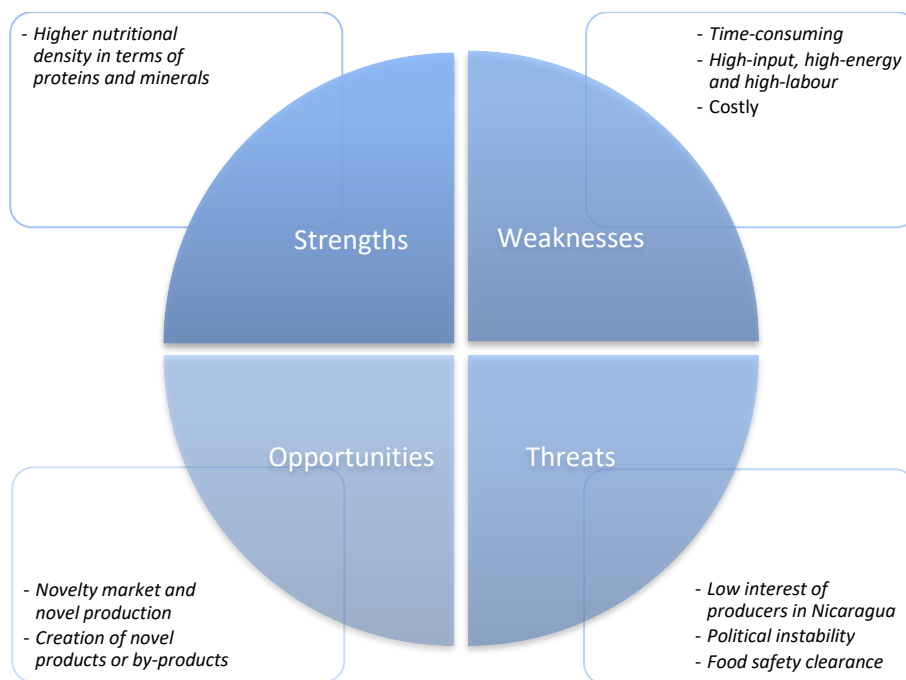 - Higher nutritional
density in terms of
proteins and minerals
- Time-consuming
- High-input, high-energy
and high-labour
- Costly
Strengths
Weaknesses
Opportunities
Threats
- Novelty market and
novel production
- Creation of novel
products or by-products
- Low interest of
producers in Nicaragua
- Political instability
- Food safety clearance